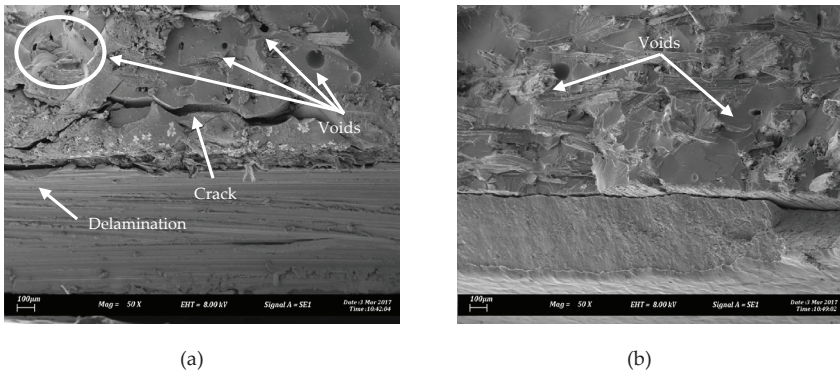 Voids
Crack
Delamination
100µm
Mag = 50 X
EHT = 8.00 kV
Signal A = SE1
Date :3 Mar 2017
Time :10:42:04
(a)
Voids
100µm
Mag = 50 X
EHT = 8.00 kV
Signal A = SE1
Date :3 Mar 2017
Time :10:49:02
(b)